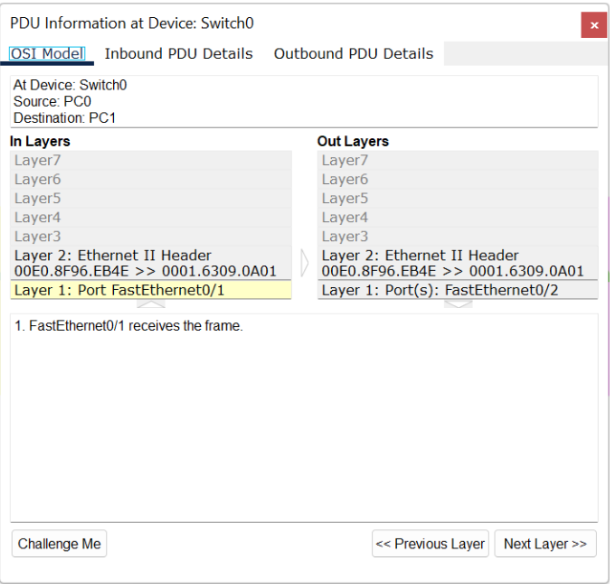 PDU Information at Device: Switch0
×
OSI Model Inbound PDU Details Outbound PDU Details
At Device: Switch0
Source: PC0
Destination: PC1
In Layers
Layer7
Layer6
Layer5
Layer4
Layer3
Layer 2: Ethernet II Header
00E0.8F96.EB4E >> 0001.6309.0A01
Layer 1: Port FastEthernet0/1
Out Layers
Layer7
Layer6
Layer5
Layer4
Layer3
Layer 2: Ethernet II Header
00E0.8F96.EB4E >> 0001.6309.0A01
Layer 1: Port(s): FastEthernet0/2
1. FastEthernet0/1 receives the frame.
Challenge Me
<< Previous Layer
Next Layer >>